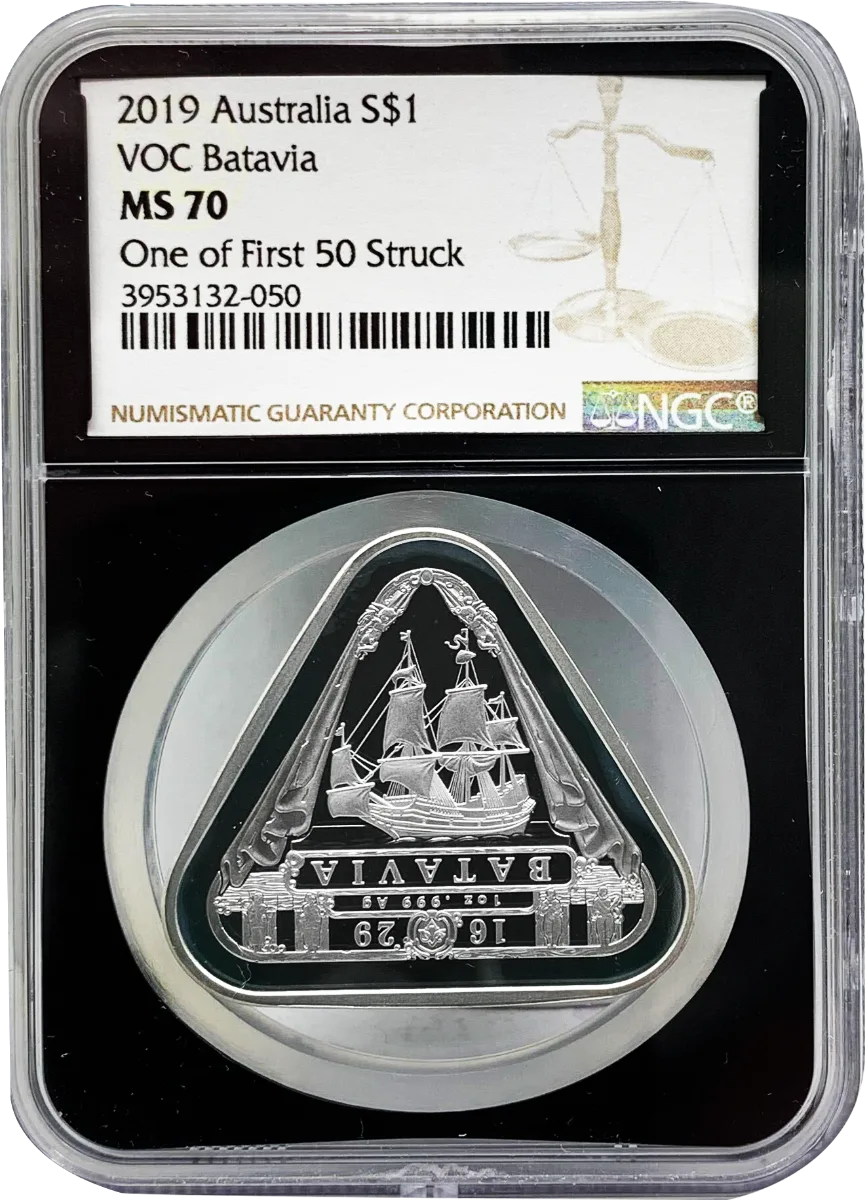 2019 Australia S$1
VOC Batavia
MS 70
One of First 50 Struck
3953132-050
NUMISMATIC GUARANTY CORPORATION
NGC®
BATAVIA
1oz .999 Ag
16 29